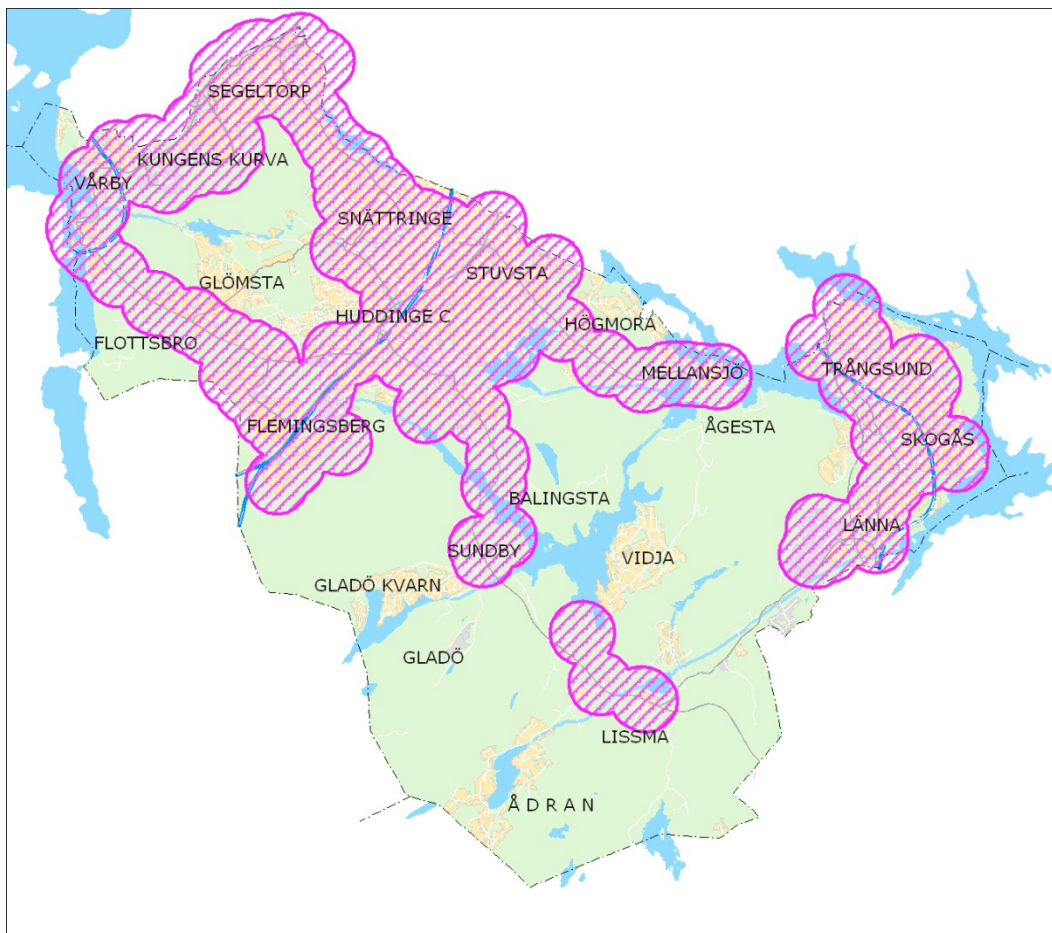 SEGELTORP
KUNGENS KURVA
VÅRBY
SNÄTTRINGE
STUVSTA
GLÖMSTA
HUDDINGE C
HÖGMORA
FLOTTSBRO
MELLANSJÖ
TRÅNGSUND
ÅGESTA
FLEMINGSBERG
SKOGÅS
BALINGSTA
LÄNNA
SUNDBY
VIDJA
GLADÖ KVARN
GLADÖ
LISSMA
Å D R A N